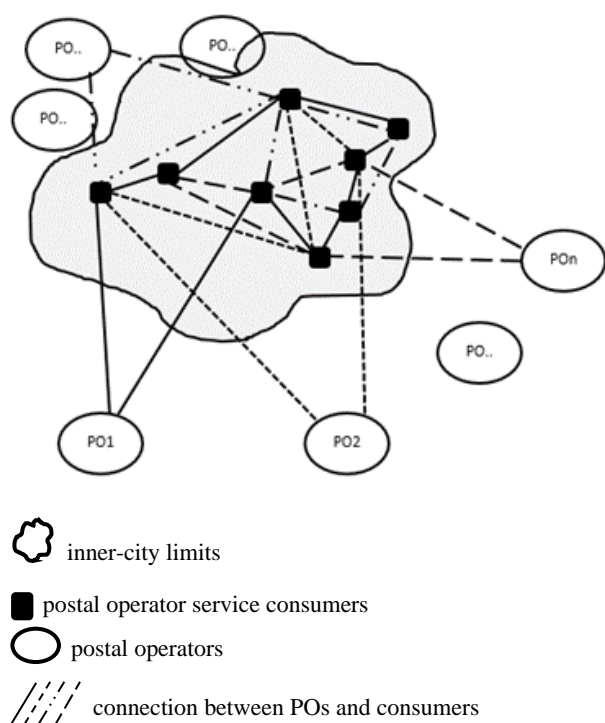 PO..
PO..
PO..
POn
PO..
PO1
PO2
inner-city limits
postal operator service consumers
postal operators
connection between POs and consumers